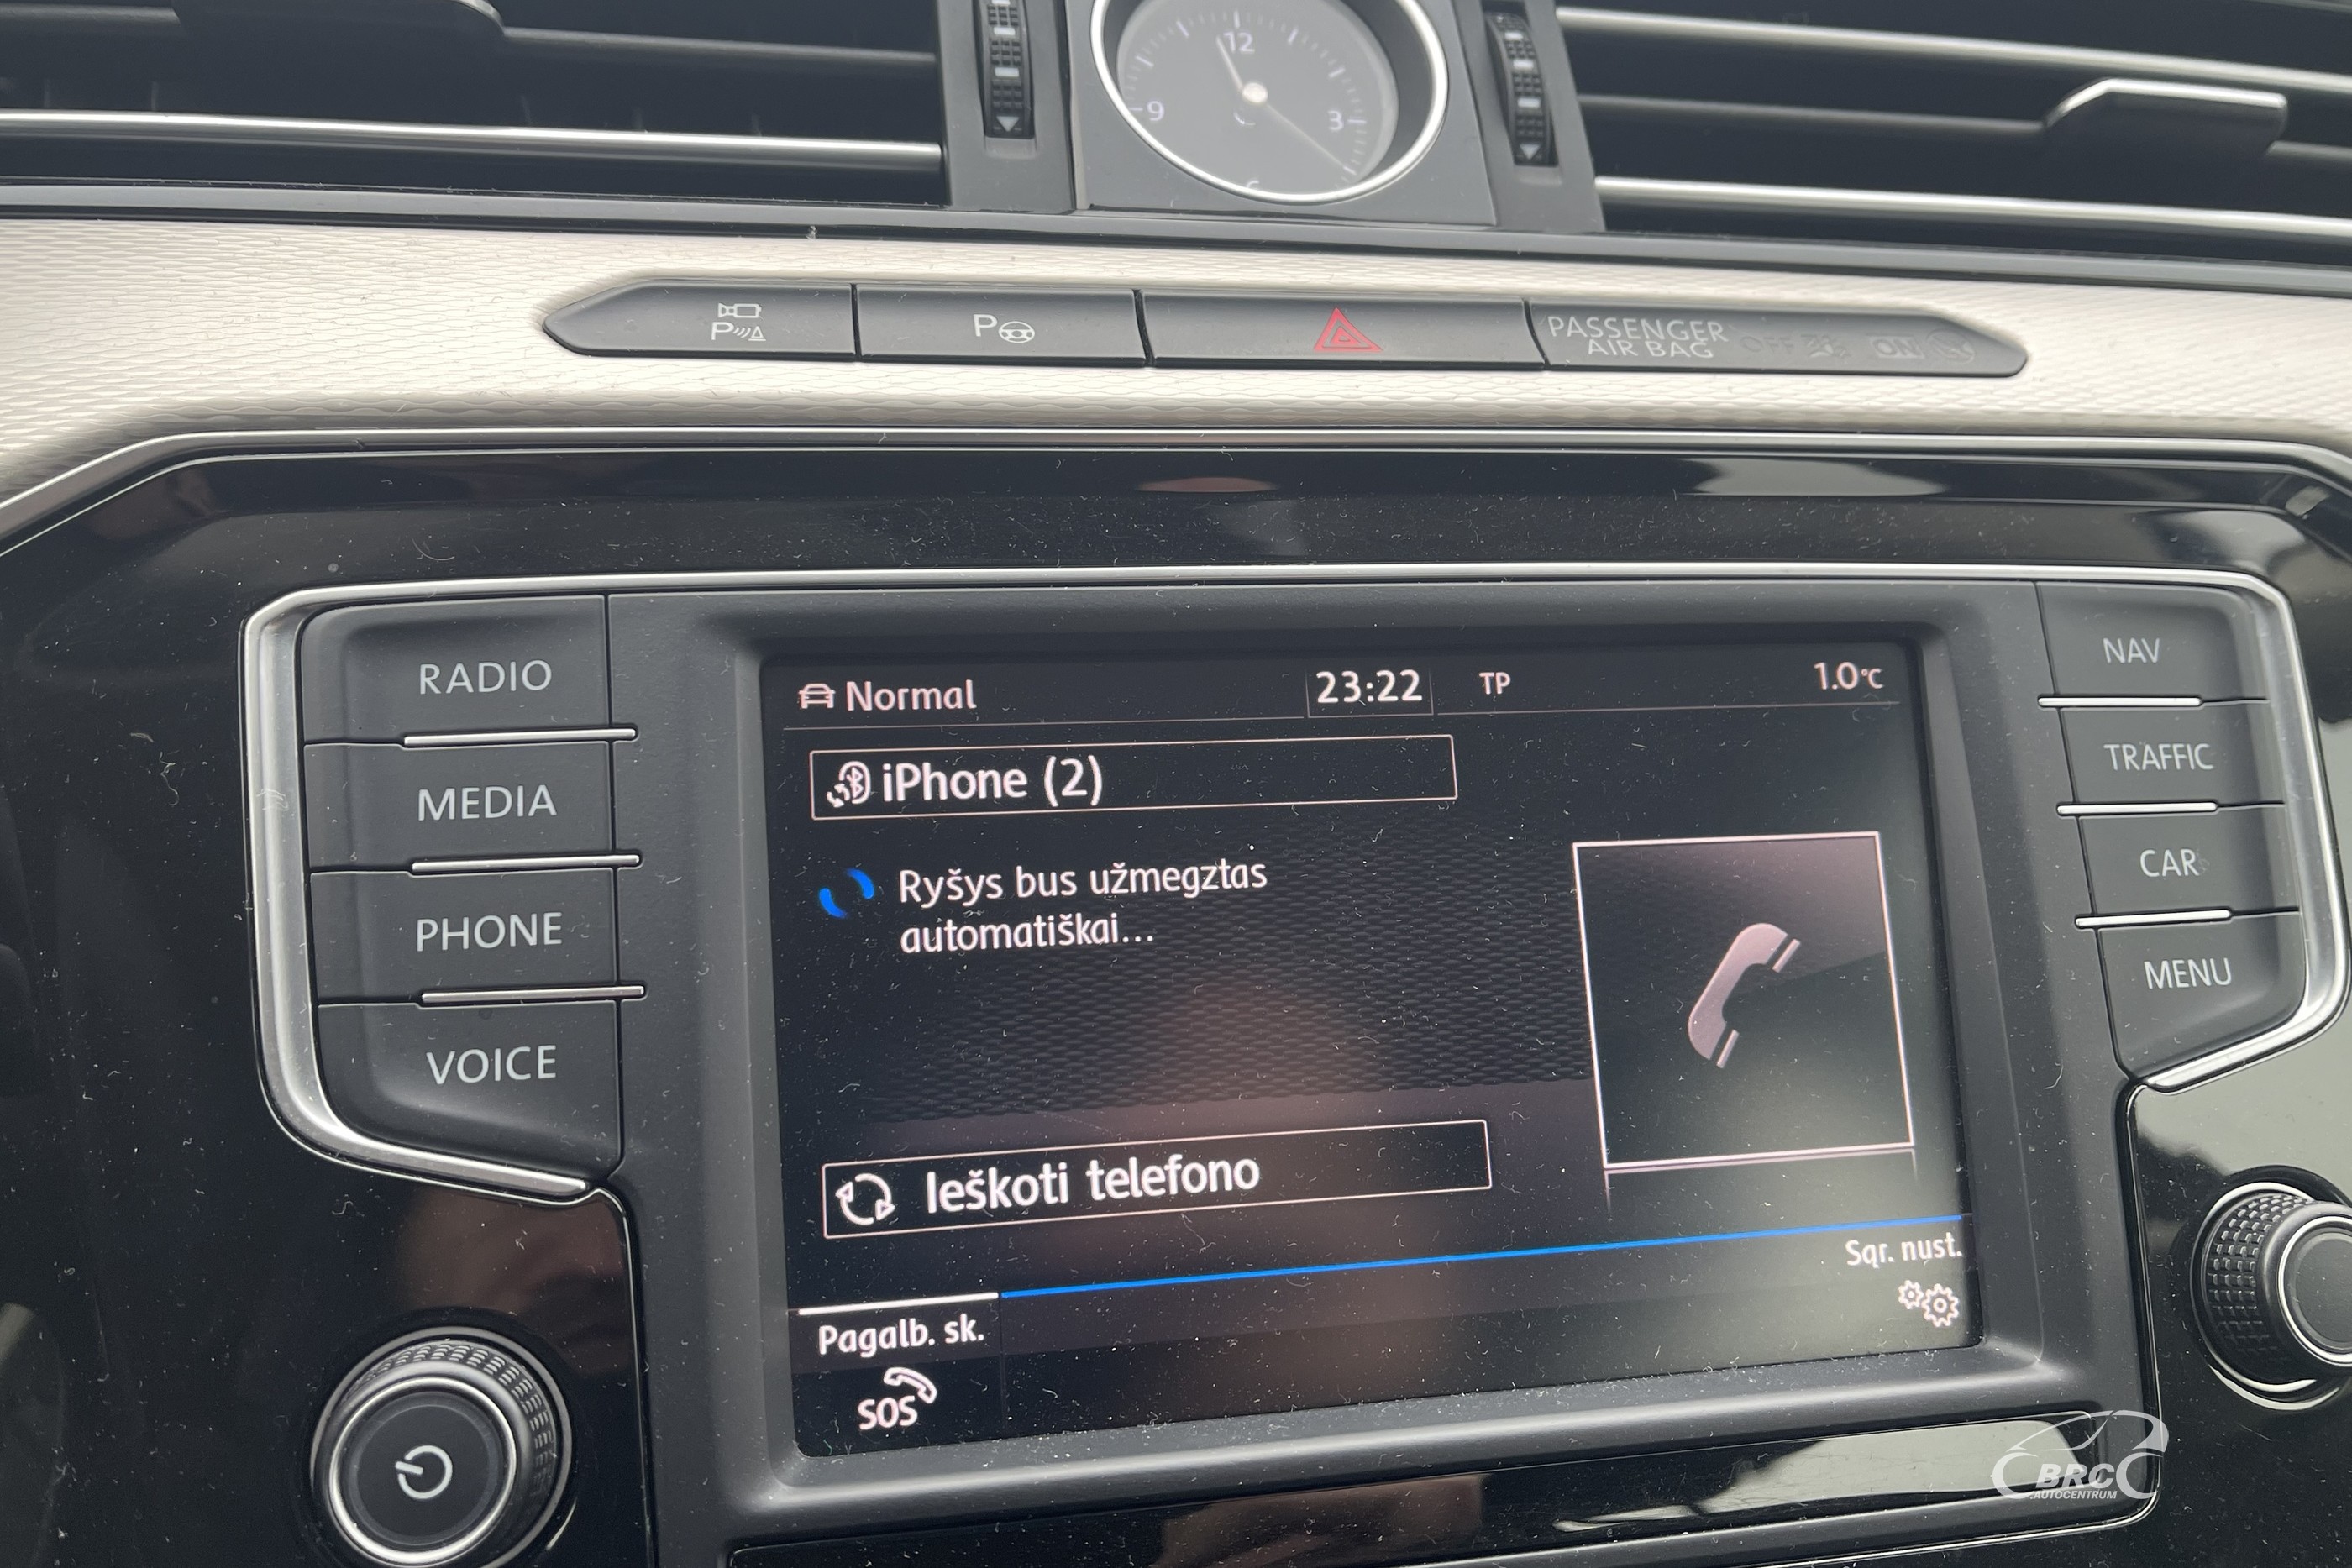 12
9
3
6
P
P
PASSENGER
AIR BAG
OFF
ON
RADIO
MEDIA
PHONE
VOICE
NAV
TRAFFIC
CAR
MENU
Normal
23:22
TP
1.0°C
iPhone (2)
Ryšys bus užmegztas
automatiškai...
Ieškoti telefono
Sąr. nust.
Pagalb. sk.
SOS
BRC
AUTOCENTRUM